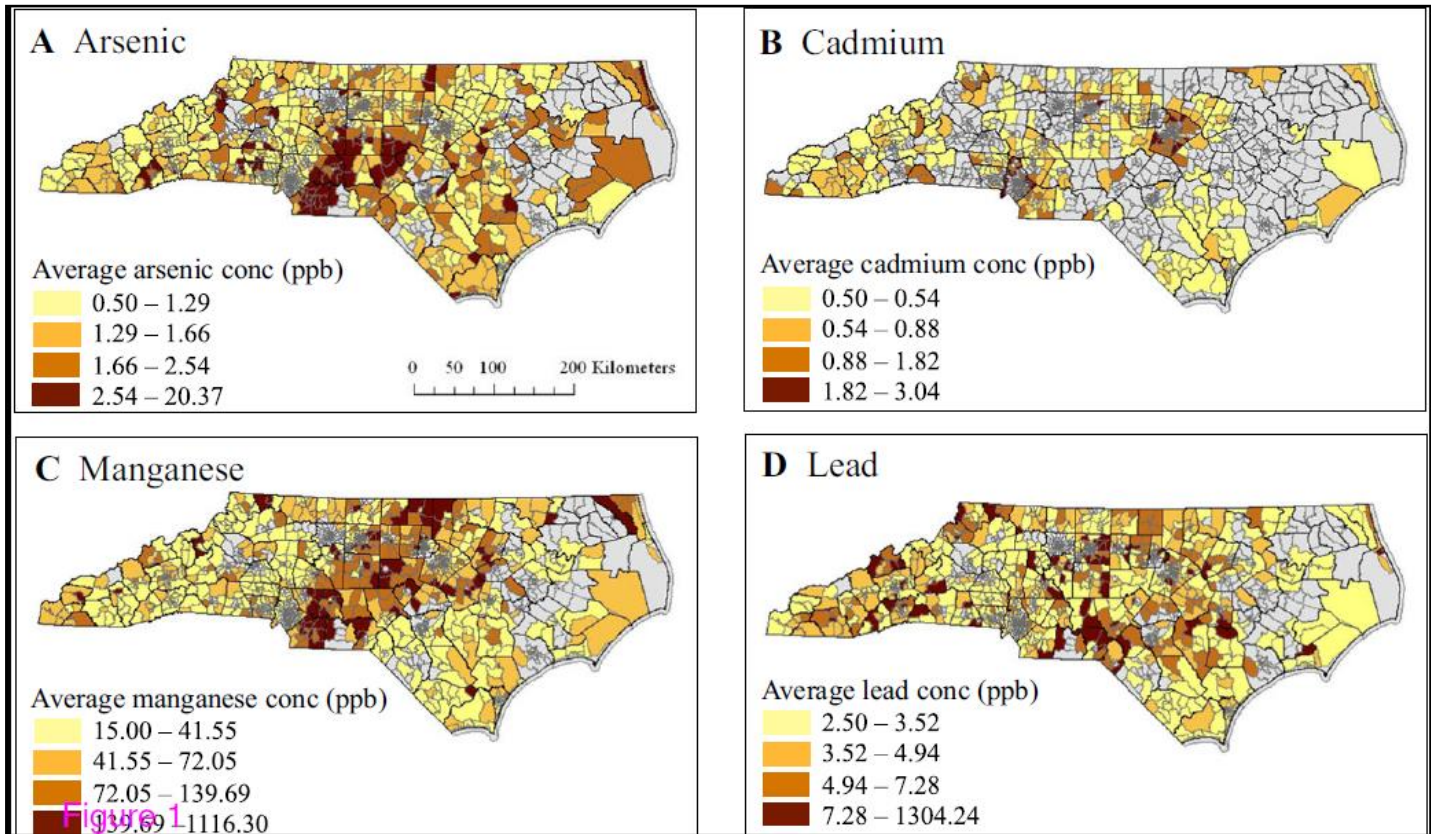 A Arsenic
Average arsenic conc (ppb)
0.50 – 1.29
1.29 – 1.66
1.66 – 2.54
2.54 – 20.37
0 50 100 200 Kilometers
B Cadmium
Average cadmium conc (ppb)
0.50 – 0.54
0.54 – 0.88
0.88 – 1.82
1.82 – 3.04
C Manganese
Average manganese conc (ppb)
15.00 – 41.55
41.55 – 72.05
72.05 – 139.69
139.69 –1116.30
Figure 1
D Lead
Average lead conc (ppb)
2.50 – 3.52
3.52 – 4.94
4.94 – 7.28
7.28 – 1304.24